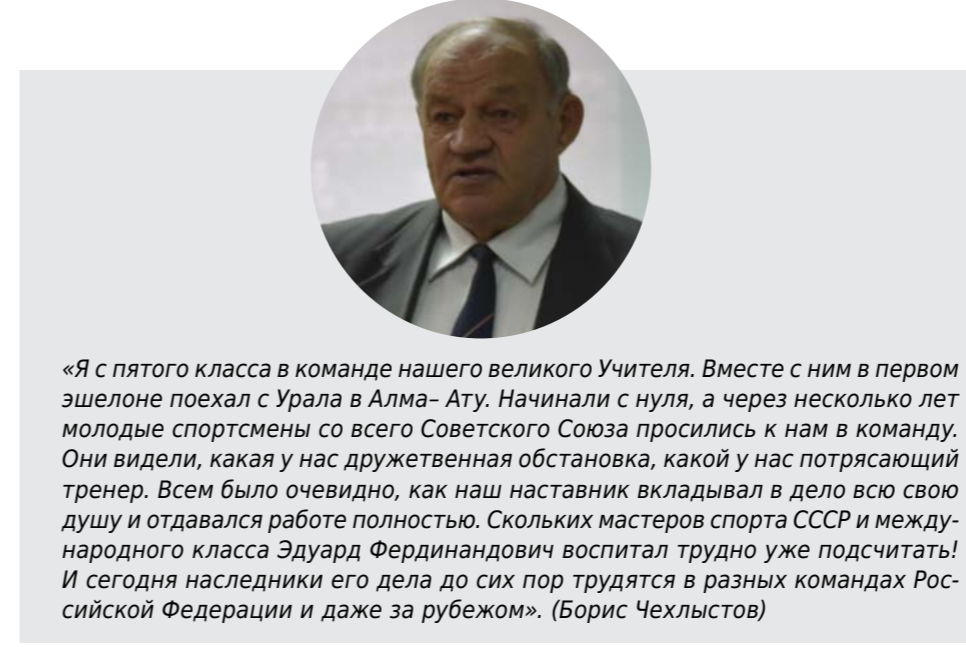 «Я с пятого класса в команде нашего великого Учителя. Вместе с ним в первом
эшелоне поехал с Урала в Алма– Ату. Начинали с нуля, а через несколько лет
молодые спортсмены со всего Советского Союза просились к нам в команду.
Они видели, какая у нас дружетвенная обстановка, какой у нас потрясающий
тренер. Всем было очевидно, как наш наставник вкладывал в дело всю свою
душу и отдавался работе полностью. Скольких мастеров спорта СССР и между-
народного класса Эдуард Фердинандович воспитал трудно уже подсчитать!
И сегодня наследники его дела до сих пор трудятся в разных командах Рос-
сийской Федерации и даже за рубежом». (Борис Чехлыстов)